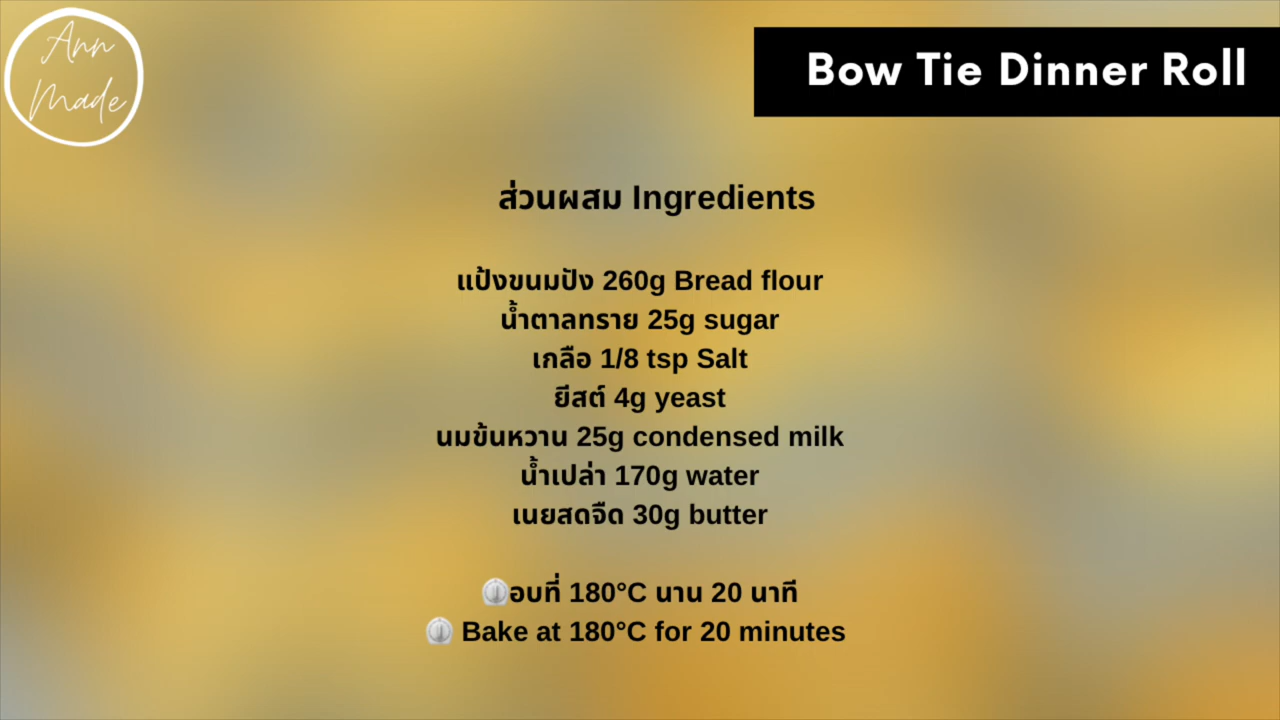 Ann
Made
Bow Tie Dinner Roll
ส่วนผสม Ingredients
แป้งขนมปัง 260g Bread flour
น้ำตาลทราย 25g sugar
เกลือ 1/8 tsp Salt
ยีสต์ 4g yeast
นมข้นหวาน 25g condensed milk
น้ำเปล่า 170g water
เนยสดจืด 30g butter
อบที่ 180°C นาน 20 นาที
Bake at 180°C for 20 minutes